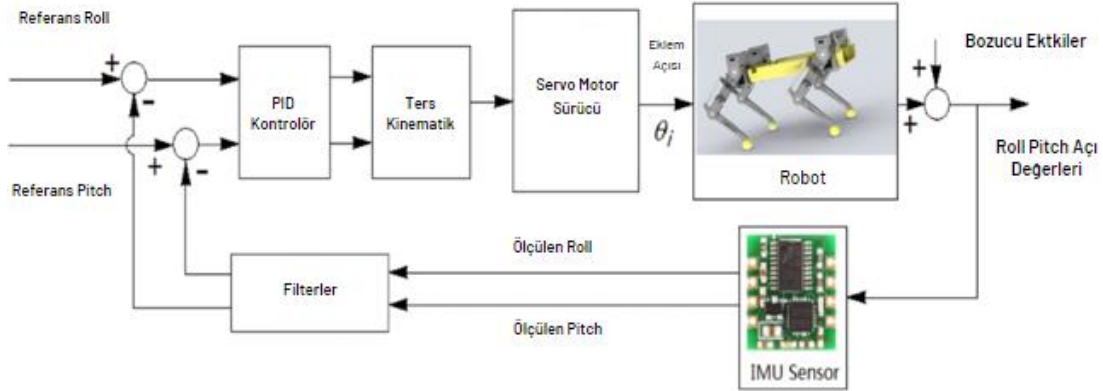 Referans Roll
+
-
Referans Pitch
+
-
PID
Kontrolör
Ters
Kinematik
Servo Motor
Sürücü
Eklem
Açısı
θi
Robot
+
+
Bozucu Ektkiler
Roll Pitch Açı
Değerleri
Ölçülen Roll
Filterler
Ölçülen Pitch
IMU Sensor